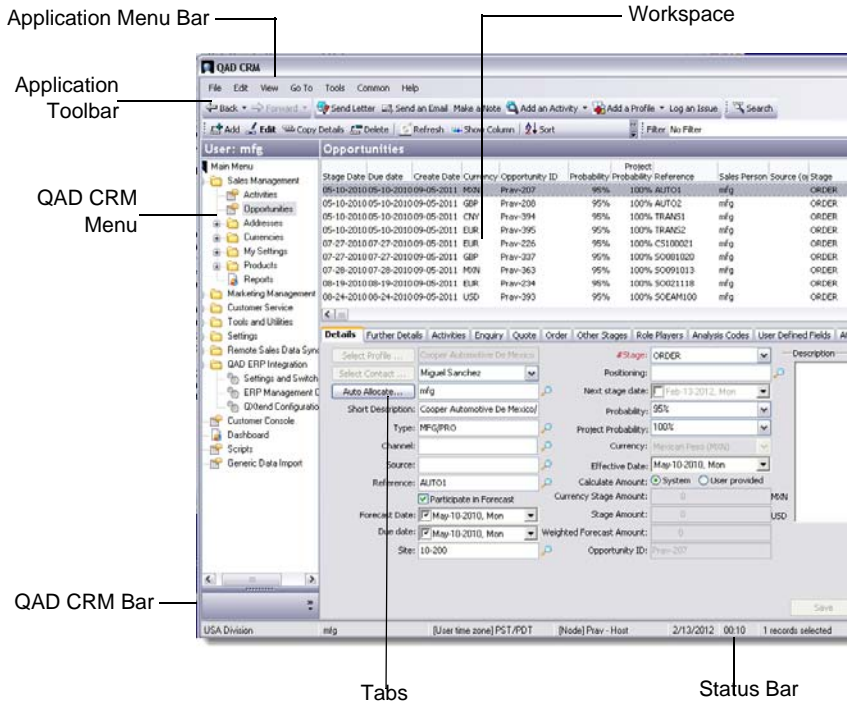 Application Menu Bar
Workspace
Application
Toolbar
QAD CRM
Menu
QAD CRM Bar
Tabs
Status Bar
QAD CRM
File Edit View Go To Tools Common Help
Back Forward Send Letter Send an Email Make a Note Add an Activity Add a Profile Log an Issue Search
Add Edit Copy Details Delete Refresh Show Column Sort Filter No Filter
User: mfg Opportunities
Main Menu
Sales Management
Activities
Opportunities
Addresses
Currencies
My Settings
Products
Reports
Marketing Management
Customer Service
Tools and Utilities
Settings
Remote Sales Data Sync
QAD ERP Integration
Settings and Switch
ERP Management C
QXtend Configuratio
Customer Console
Dashboard
Scripts
Generic Data Import
Project
Stage Date Due date Create Date Currency Opportunity ID Probability Probability Reference Sales Person Source (o Stage
05-10-2010 05-10-2010 09-05-2011 MXN Prav-207 95% 100% AUTO1 mfg ORDER
05-10-2010 05-10-2010 09-05-2011 GBP Prav-208 95% 100% AUTO2 mfg ORDER
05-10-2010 05-10-2010 09-05-2011 CNY Prav-394 95% 100% TRANS1 mfg ORDER
05-10-2010 05-10-2010 09-05-2011 EUR Prav-395 95% 100% TRANS2 mfg ORDER
07-27-2010 07-27-2010 09-05-2011 EUR Prav-226 95% 100% CS100021 mfg ORDER
07-27-2010 07-27-2010 09-05-2011 GBP Prav-337 95% 100% SO081020 mfg ORDER
07-28-2010 07-28-2010 09-05-2011 MXN Prav-363 95% 100% SO091013 mfg ORDER
08-19-2010 08-19-2010 09-05-2011 EUR Prav-234 95% 100% SO021118 mfg ORDER
08-24-2010 08-24-2010 09-05-2011 USD Prav-393 95% 100% SOEAM100 mfg ORDER
Details Further Details Activities Enquiry Quote Order Other Stages Role Players Analysis Codes User Defined Fields
Select Profile ... Cooper Automotive De Mexico #Stage: ORDER Description
Select Contact ... Miguel Sanchez Positioning:
Auto Allocate... mfg Next stage date: Feb-13-2012, Mon
Short Description: Cooper Automotive De Mexico/ Probability: 95%
Type: MFG/PRO Project Probability: 100%
Channel: Currency: Mexican Peso (MXN)
Source: Effective Date: May-10-2010, Mon
Reference: AUTO1 Calculate Amount: System User provided
Participate in Forecast Currency Stage Amount: 0 MXN
Forecast Date: May-10-2010, Mon Stage Amount: 0 USD
Due date: May-10-2010, Mon Weighted Forecast Amount: 0
Site: 10-200 Opportunity ID: Prav-207
Save
USA Division mfg [User time zone] PST/PDT [Node] Prav - Host 2/13/2012 00:10 1 records selected